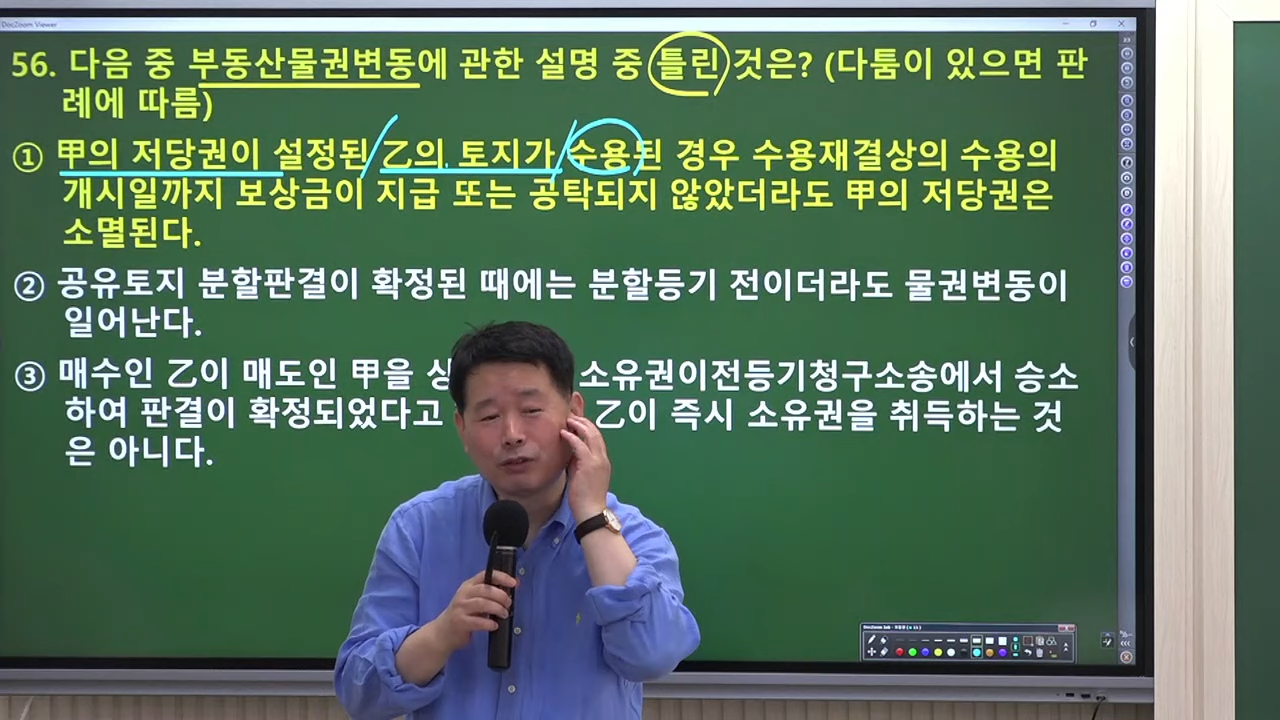 DocZoom Viewer
56. 다음 중 부동산물권변동에 관한 설명 중 틀린 것은? (다툼이 있으면 판
례에 따름)
① 甲의 저당권이 설정된 乙의 토지가 수용된 경우 수용재결상의 수용의
개시일까지 보상금이 지급 또는 공탁되지 않았더라도 甲의 저당권은
소멸된다.
② 공유토지 분할판결이 확정된 때에는 분할등기 전이더라도 물권변동이
일어난다.
③ 매수인 乙이 매도인 甲을 상 소유권이전등기청구소송에서 승소
하여 판결이 확정되었다고 乙이 즉시 소유권을 취득하는 것
은 아니다.